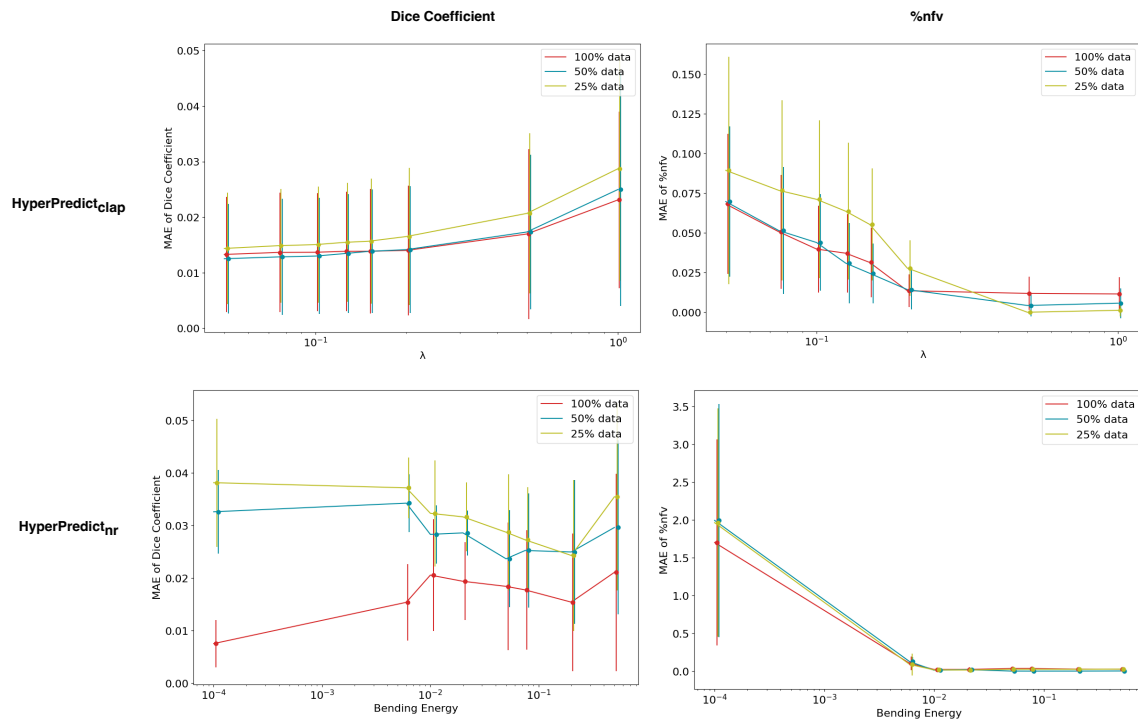 Dice Coefficient
%nfv
HyperPredict_clap
0.05
0.04
0.03
0.02
0.01
0.00
MAE of Dice Coefficient
100% data
50% data
25% data
10⁻¹
10⁰
λ
0.150
0.125
0.100
0.075
0.050
0.025
0.000
MAE of %nfv
100% data
50% data
25% data
10⁻¹
10⁰
λ
HyperPredict_nr
0.05
0.04
0.03
0.02
0.01
0.00
MAE of Dice Coefficient
100% data
50% data
25% data
10⁻⁴
10⁻³
10⁻²
10⁻¹
Bending Energy
3.5
3.0
2.5
2.0
1.5
1.0
0.5
0.0
MAE of %nfv
100% data
50% data
25% data
10⁻⁴
10⁻³
10⁻²
10⁻¹
Bending Energy